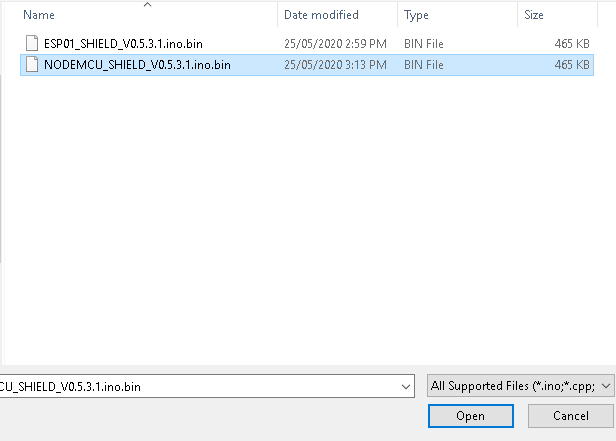 Name Date modified Type Size
ESP01_SHIELD_V0.5.3.1.ino.bin 25/05/2020 2:59 PM BIN File 465 KB
NODEMCU_SHIELD_V0.5.3.1.ino.bin 25/05/2020 3:13 PM BIN File 465 KB
CU_SHIELD_V0.5.3.1.ino.bin All Supported Files (*.ino;*.cpp;
Open Cancel